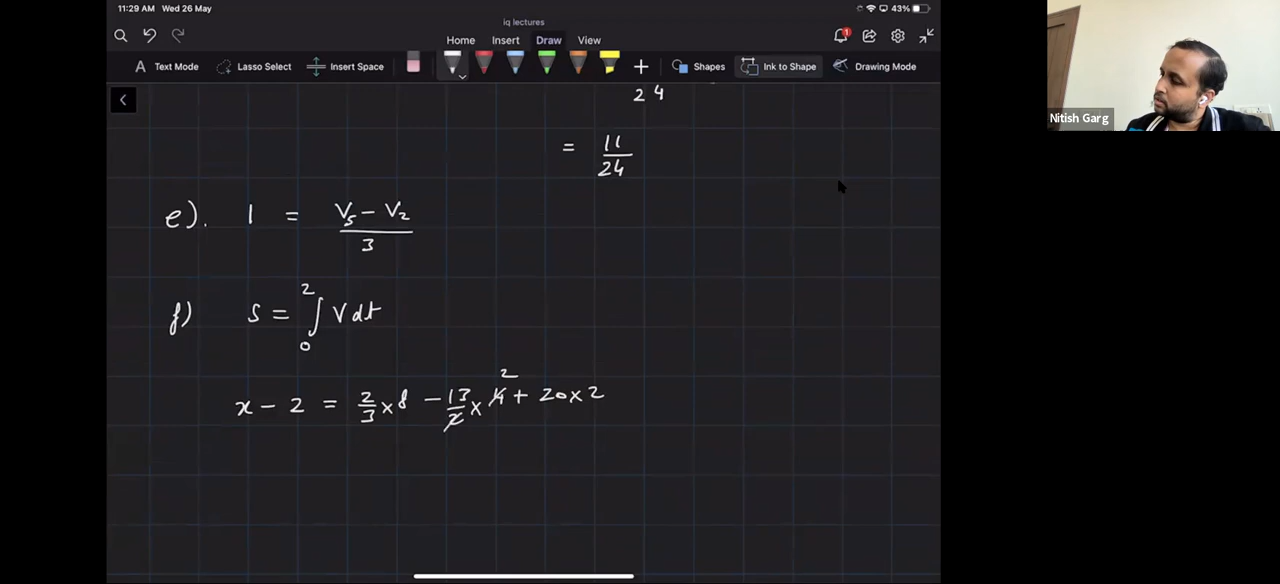 11:29 AM Wed 26 May
43%
iq lectures
Home Insert Draw View
1
A Text Mode Lasso Select Insert Space Shapes Ink to Shape Drawing Mode
Nitish Garg
24
= 11/24
e). 1 = (V5 − V2)/3
f) S = ∫₀² V dt
x − 2 = 2/3 x 8 − 13/2 x 4 2 + 20 x 2